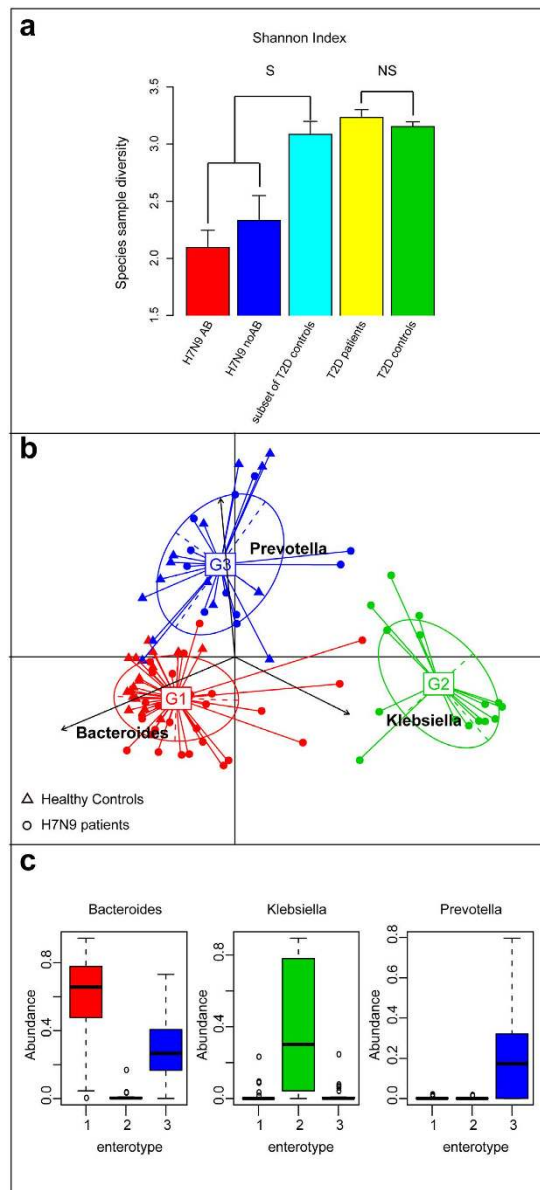 a
Shannon Index
S NS
Species sample diversity
3.5
3.0
2.5
2.0
1.5
H7N9 AB
H7N9 noAB
subset of T2D controls
T2D patients
T2D controls
b
Prevotella
G3
G2
Klebsiella
G1
Bacteroides
Healthy Controls
H7N9 patients
c
Bacteroides Klebsiella Prevotella
Abundance
0.0 0.4 0.8
1 2 3
enterotype
Abundance
0.0 0.4 0.8
1 2 3
enterotype
Abundance
0.0 0.2 0.4 0.6 0.8
1 2 3
enterotype